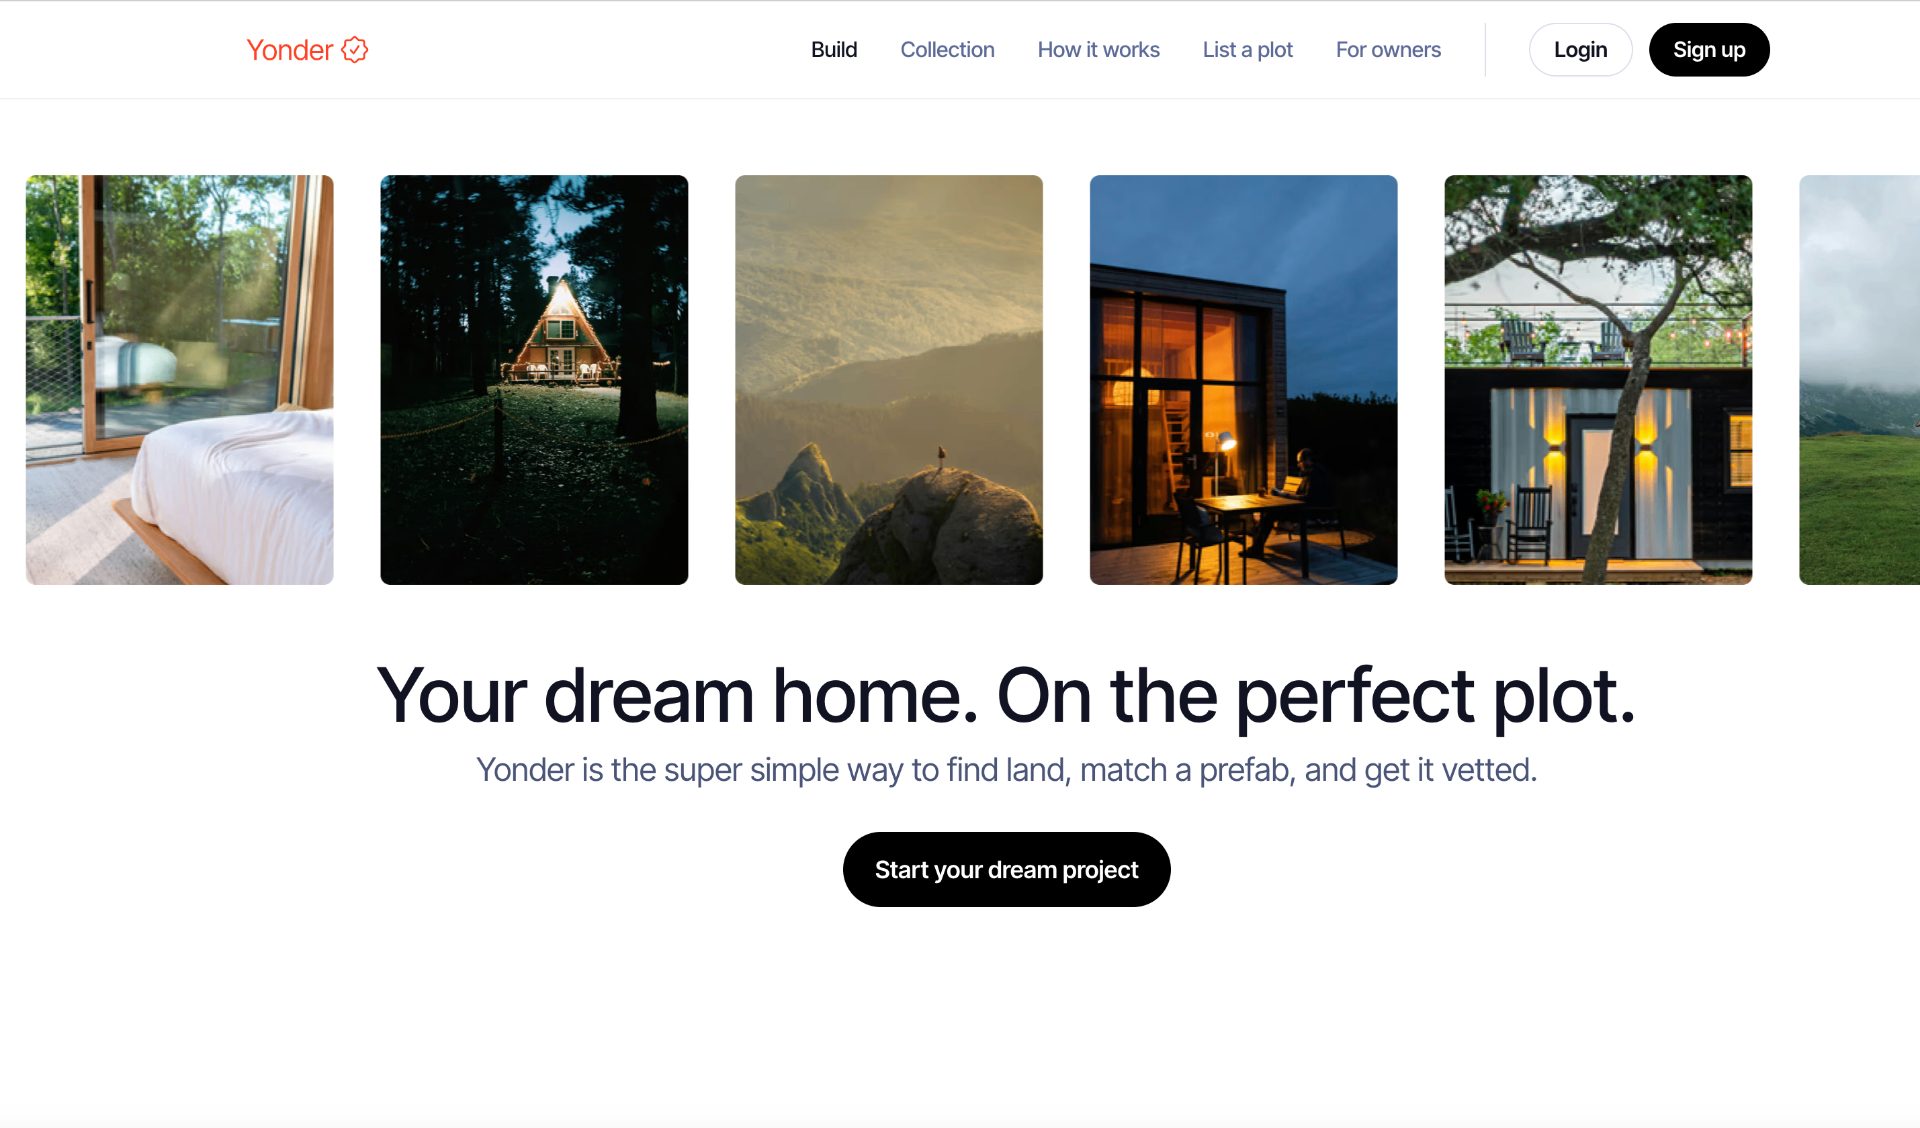 Yonder
Build Collection How it works List a plot For owners Login Sign up
Your dream home. On the perfect plot.
Yonder is the super simple way to find land, match a prefab, and get it vetted.
Start your dream project